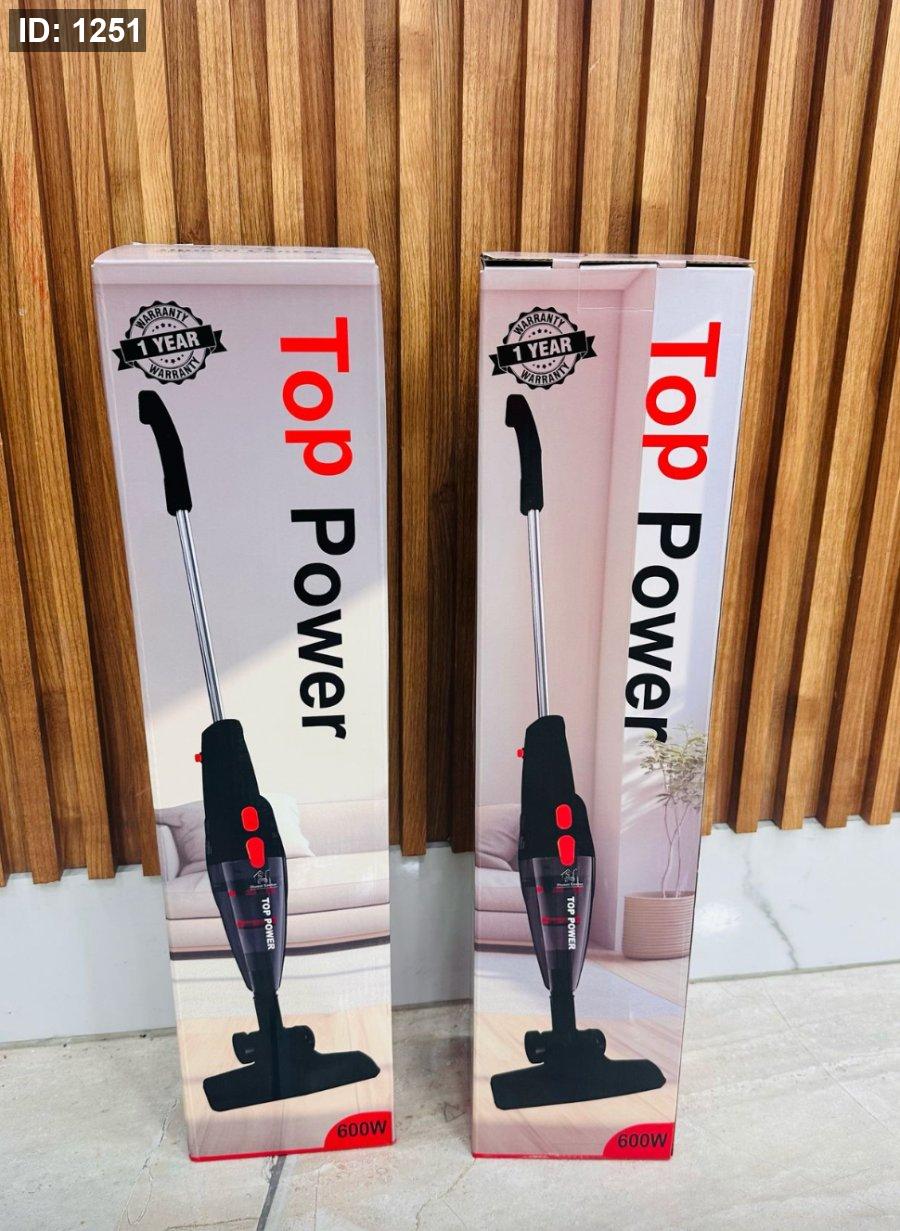 ID: 1251
WARRANTY
1 YEAR
WARRANTY
Top Power
TOP POWER
600W
WARRANTY
1 YEAR
WARRANTY
Top Power
TOP POWER
600W